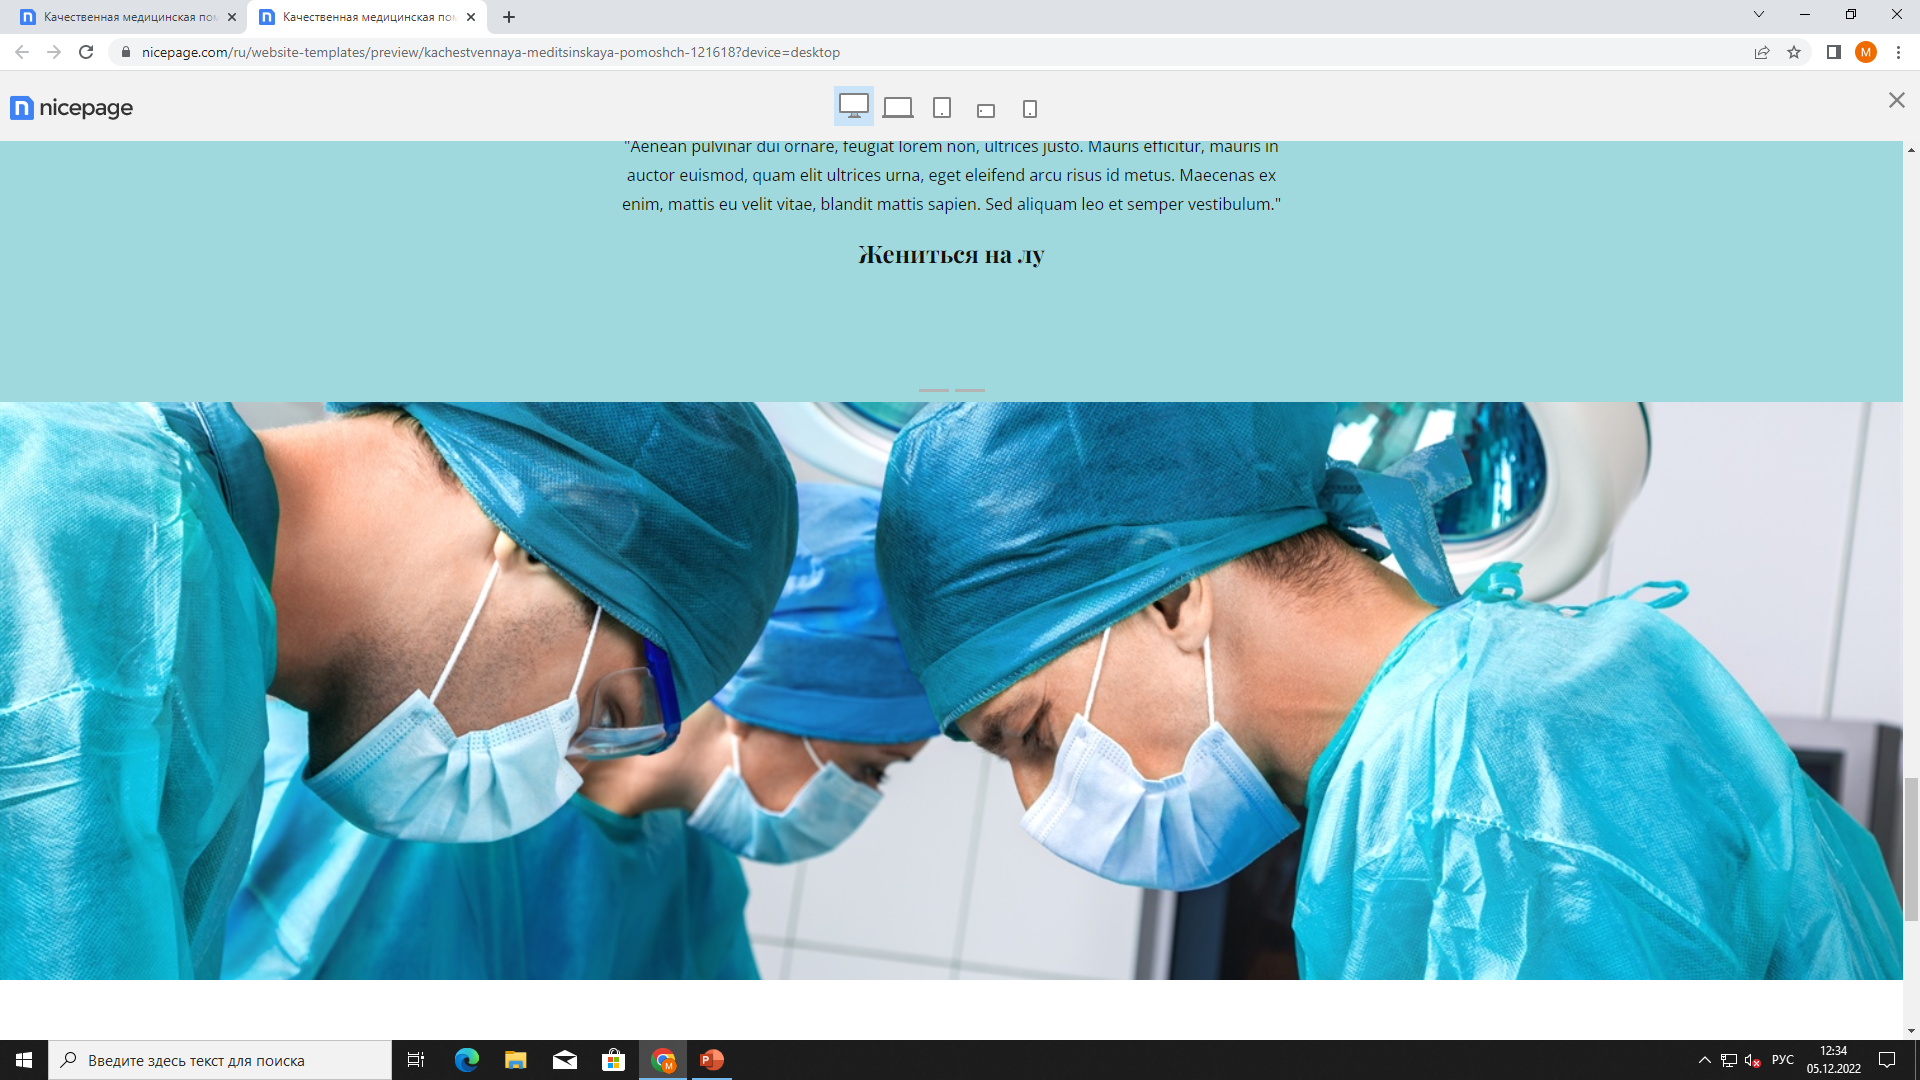 Качественная медицинская пом
Качественная медицинская пом
nicepage.com/ru/website-templates/preview/kachestvennaya-meditsinskaya-pomoshch-121618?device=desktop
M
nicepage
"Aenean pulvinar dui ornare, feugiat lorem non, ultrices justo. Mauris efficitur, mauris in
auctor euismod, quam elit ultrices urna, eget eleifend arcu risus id metus. Maecenas ex
enim, mattis eu velit vitae, blandit mattis sapien. Sed aliquam leo et semper vestibulum."
Жениться на лу
Введите здесь текст для поиска
РУС
12:34
05.12.2022